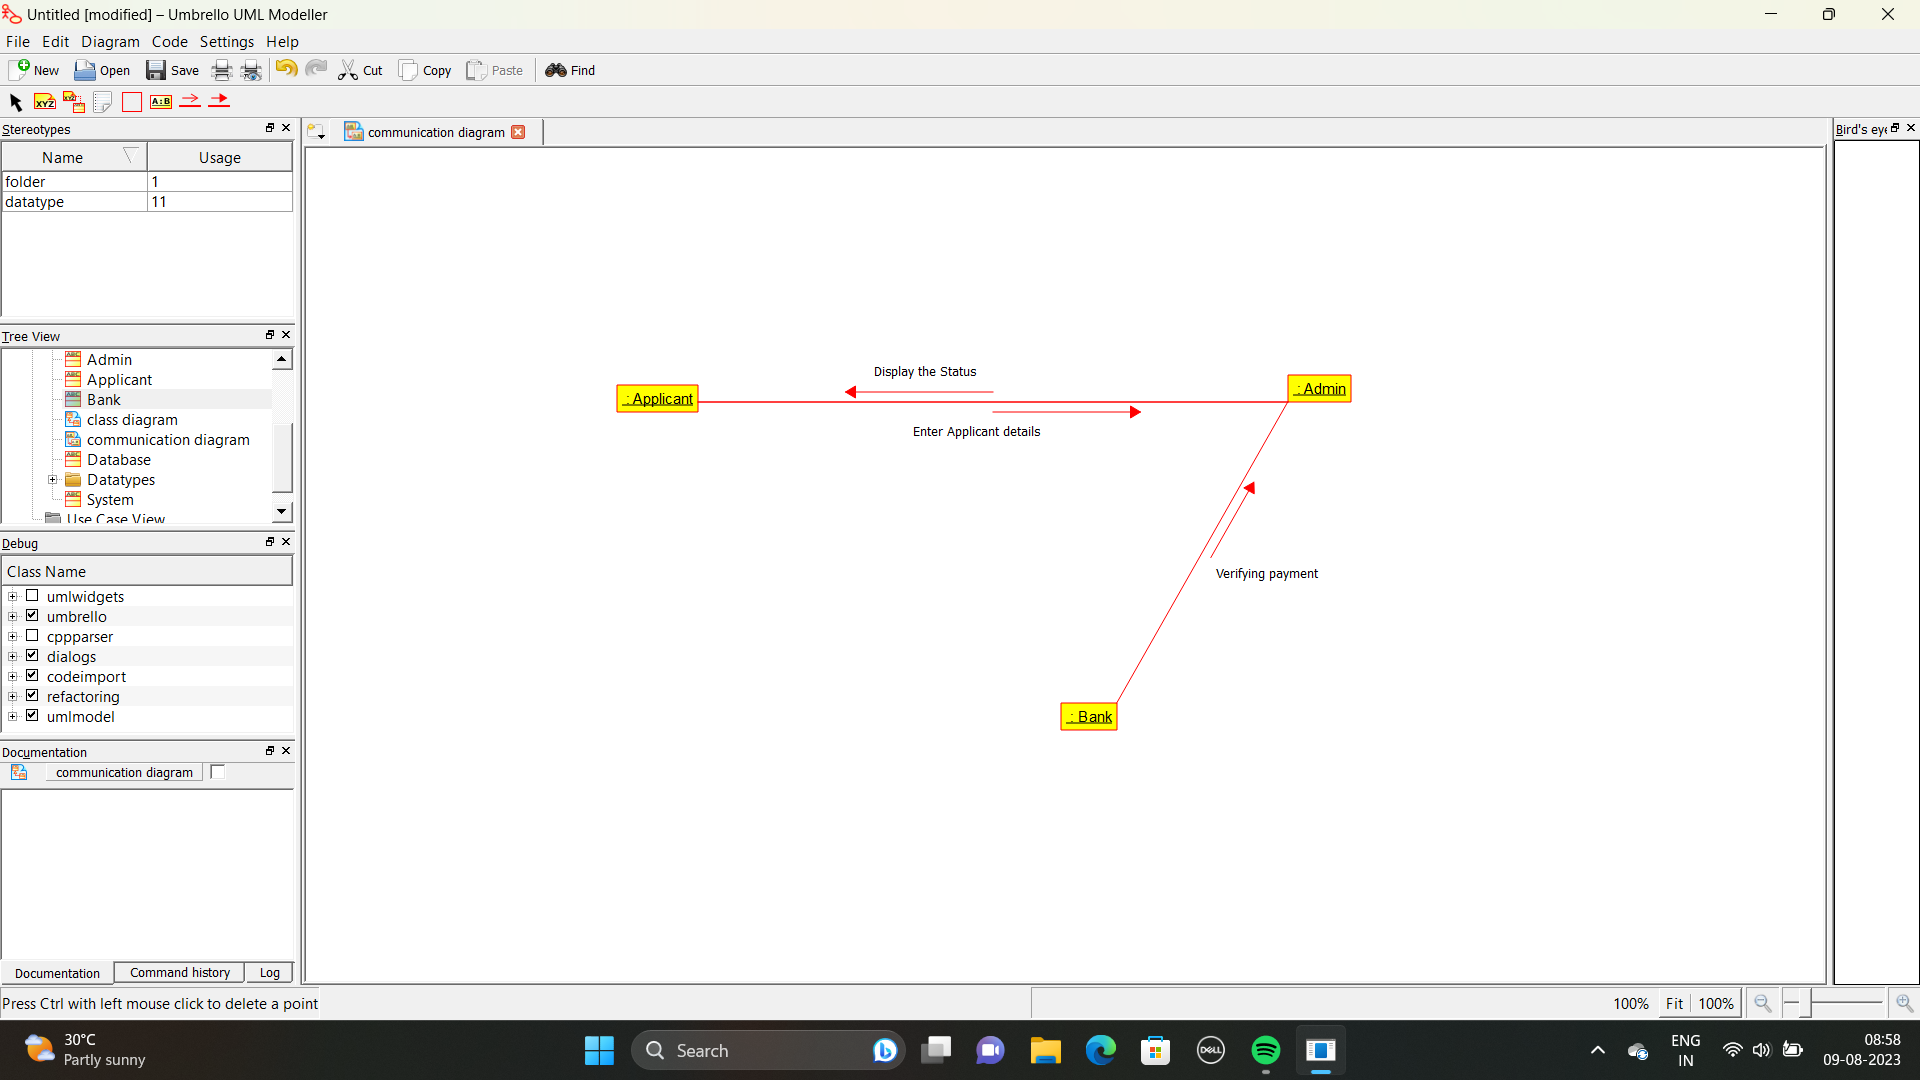 Untitled [modified] – Umbrello UML Modeller
File Edit Diagram Code Settings Help
New Open Save Cut Copy Paste Find
XYZ XYZ A:B
Stereotypes
Name Usage
folder 1
datatype 11
Tree View
Admin
Applicant
Bank
class diagram
communication diagram
Database
Datatypes
System
Use Case View
Debug
Class Name
umlwidgets
umbrello
cppparser
dialogs
codeimport
refactoring
umlmodel
Documentation
communication diagram
Documentation Command history Log
communication diagram
Display the Status
: Applicant
: Admin
Enter Applicant details
Verifying payment
: Bank
Bird's eye
Press Ctrl with left mouse click to delete a point
100% Fit 100%
30°C
Partly sunny
Search
DELL
ENG
IN
08:58
09-08-2023